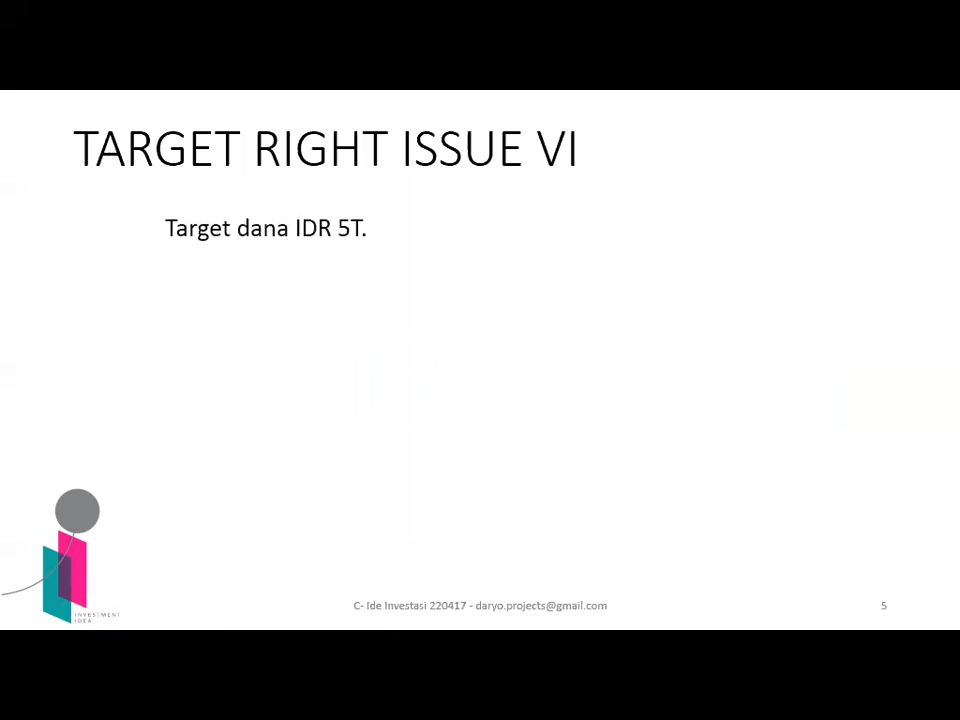 TARGET RIGHT ISSUE VI
Target dana IDR 5T.
INVESTMENT
IDEA
C- Ide Investasi 220417 - daryo.projects@gmail.com
5